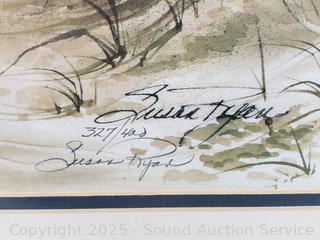 Susan Ryan
327/400
Susan Ryan
Copyright 2025 - Sound Auction Service